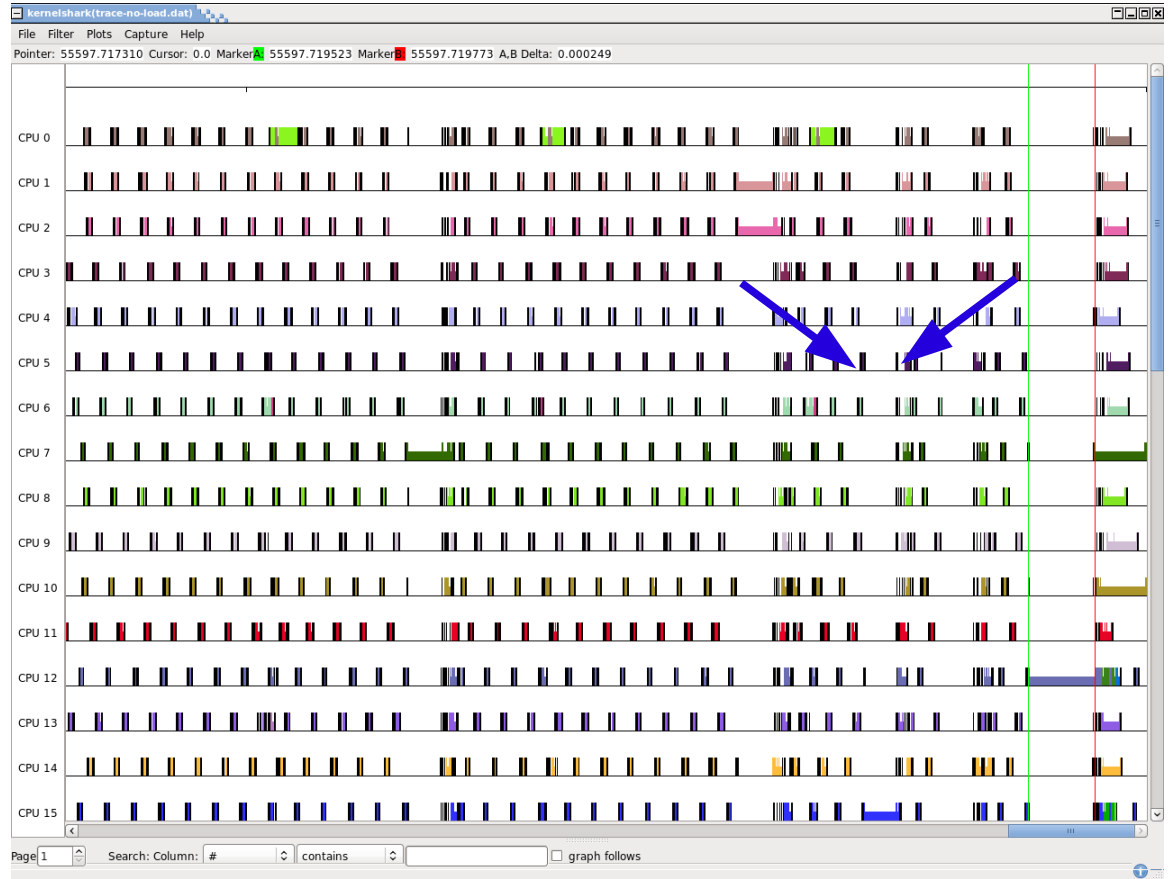 kernelshark(trace-no-load.dat)
File Filter Plots Capture Help
Pointer: 55597.717310 Cursor: 0.0 MarkerA: 55597.719523 MarkerB: 55597.719773 A,B Delta: 0.000249
CPU 0
CPU 1
CPU 2
CPU 3
CPU 4
CPU 5
CPU 6
CPU 7
CPU 8
CPU 9
CPU 10
CPU 11
CPU 12
CPU 13
CPU 14
CPU 15
Page 1 Search: Column: # contains graph follows